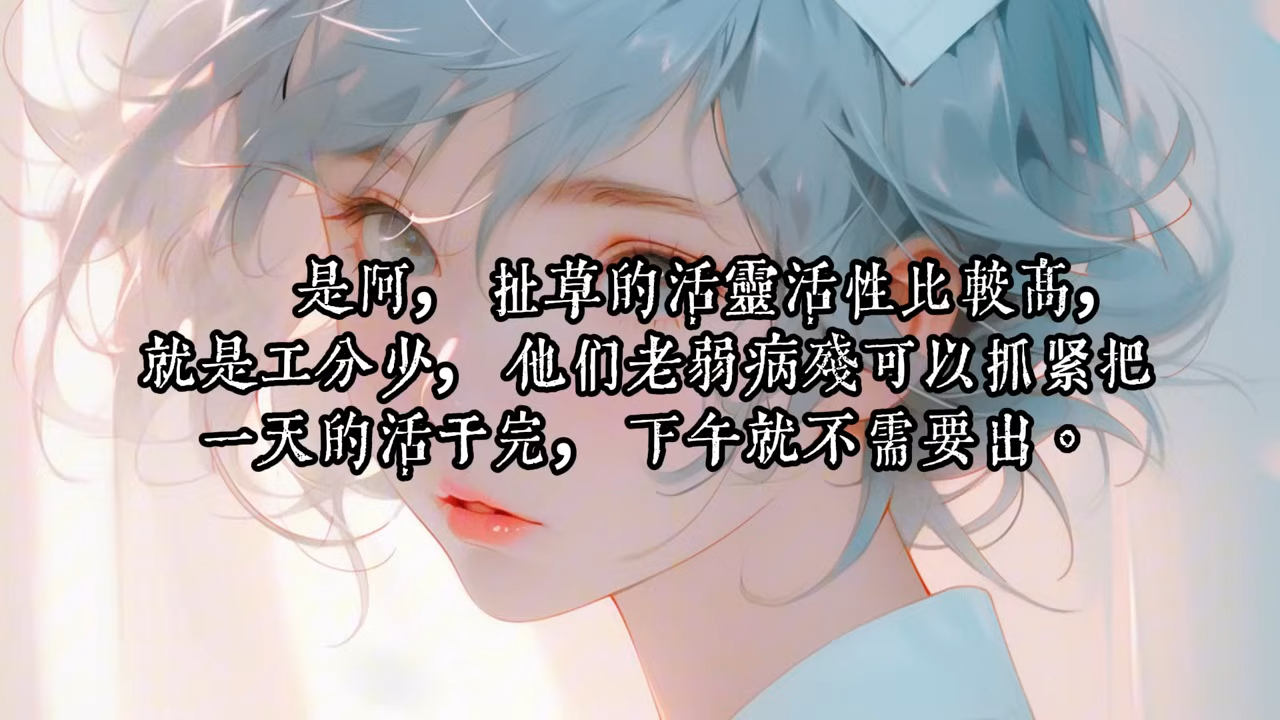 是阿，扯草的活靈活性比較高，
就是工分少，他们老弱病殘可以抓紧把
一天的活干完，下午就不需要出。